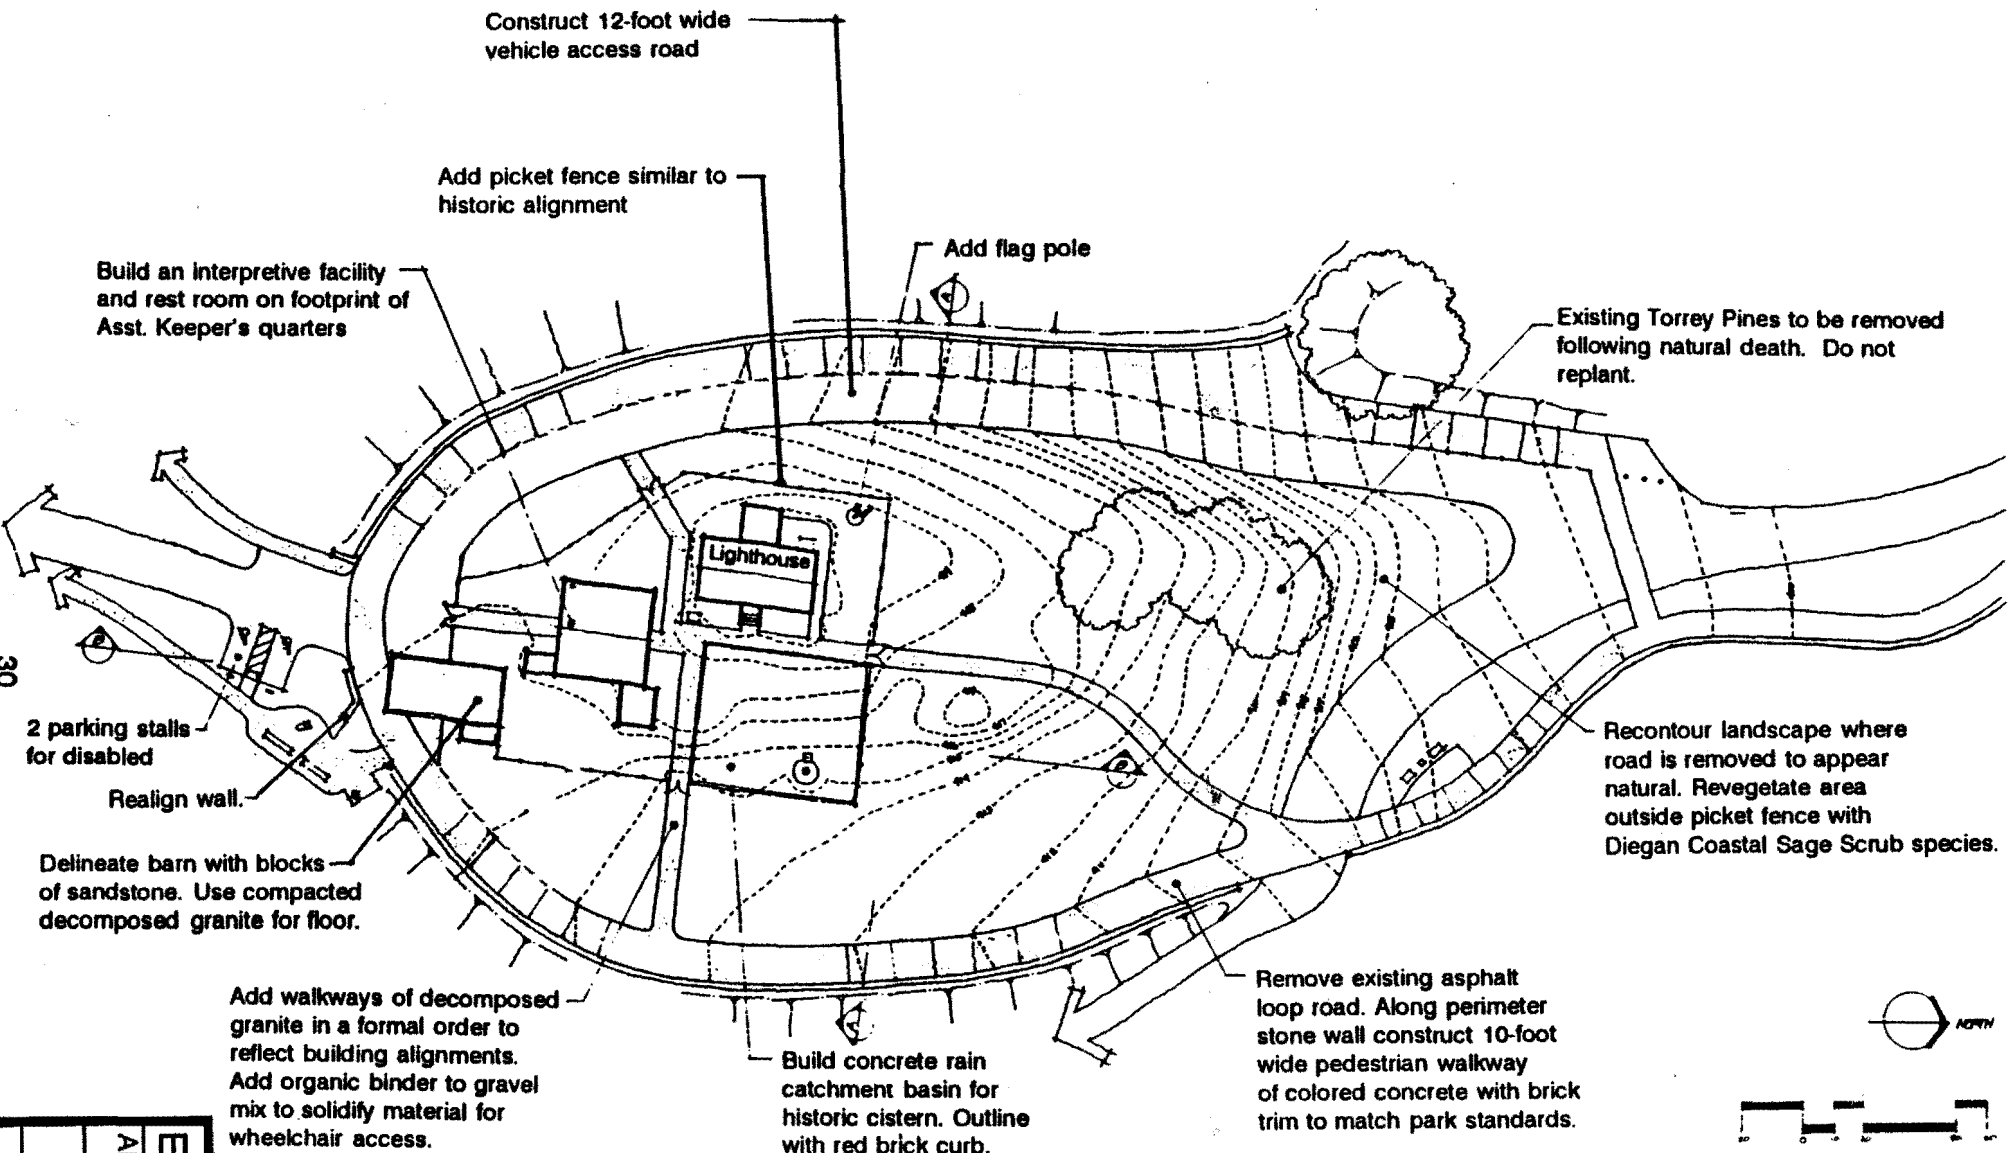 Construct 12-foot wide
vehicle access road
Add picket fence similar to
historic alignment
Add flag pole
Build an interpretive facility
and rest room on footprint of
Asst. Keeper's quarters
Existing Torrey Pines to be removed
following natural death. Do not
replant.
Lighthouse
30
2 parking stalls
for disabled
Realign wall.
Recontour landscape where
road is removed to appear
natural. Revegetate area
outside picket fence with
Diegan Coastal Sage Scrub species.
Delineate barn with blocks
of sandstone. Use compacted
decomposed granite for floor.
Add walkways of decomposed
granite in a formal order to
reflect building alignments.
Add organic binder to gravel
mix to solidify material for
wheelchair access.
Build concrete rain
catchment basin for
historic cistern. Outline
with red brick curb.
Remove existing asphalt
loop road. Along perimeter
stone wall construct 10-foot
wide pedestrian walkway
of colored concrete with brick
trim to match park standards.
NORTH